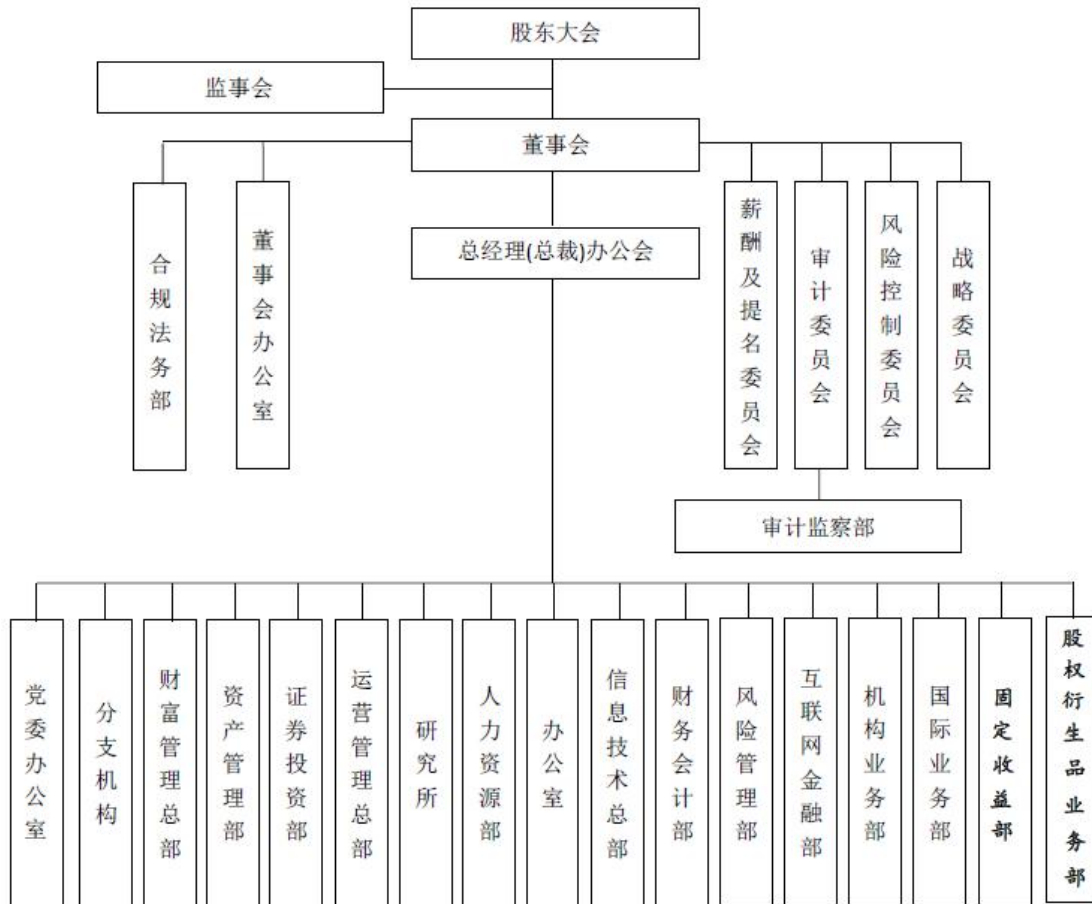 股东大会
监事会
董事会
合规法务部
董事会办公室
总经理(总裁)办公会
薪酬及提名委员会
审计委员会
风险控制委员会
战略委员会
审计监察部
党委办公室
分支机构
财富管理总部
资产管理部
证券投资部
运营管理总部
研究所
人力资源部
办公室
信息技术总部
财务会计部
风险管理部
互联网金融部
机构业务部
国际业务部
固定收益部
股权衍生品业务部